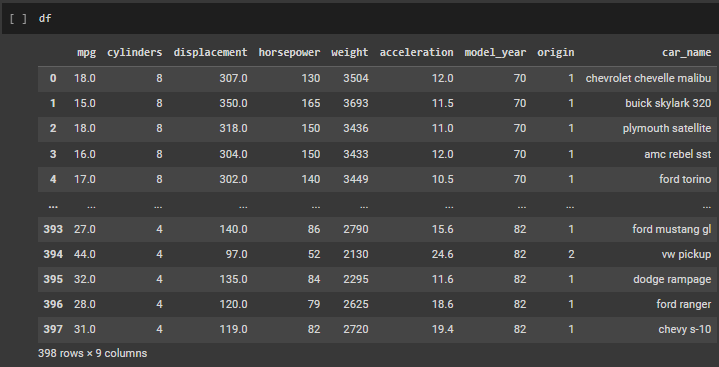 [ ] df
mpg cylinders displacement horsepower weight acceleration model_year origin car_name
0 18.0 8 307.0 130 3504 12.0 70 1 chevrolet chevelle malibu
1 15.0 8 350.0 165 3693 11.5 70 1 buick skylark 320
2 18.0 8 318.0 150 3436 11.0 70 1 plymouth satellite
3 16.0 8 304.0 150 3433 12.0 70 1 amc rebel sst
4 17.0 8 302.0 140 3449 10.5 70 1 ford torino
... ... ... ... ... ... ... ... ... ...
393 27.0 4 140.0 86 2790 15.6 82 1 ford mustang gl
394 44.0 4 97.0 52 2130 24.6 82 2 vw pickup
395 32.0 4 135.0 84 2295 11.6 82 1 dodge rampage
396 28.0 4 120.0 79 2625 18.6 82 1 ford ranger
397 31.0 4 119.0 82 2720 19.4 82 1 chevy s-10
398 rows × 9 columns